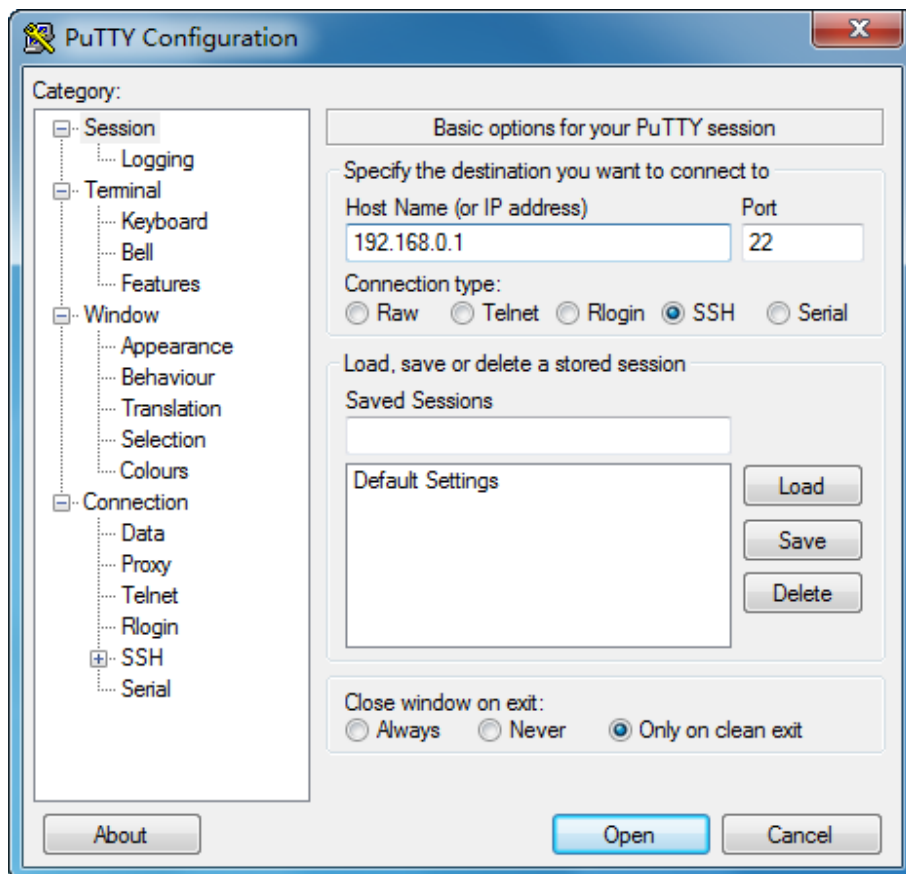 PuTTY Configuration
Category:
Session
Logging
Terminal
Keyboard
Bell
Features
Window
Appearance
Behaviour
Translation
Selection
Colours
Connection
Data
Proxy
Telnet
Rlogin
SSH
Serial
Basic options for your PuTTY session
Specify the destination you want to connect to
Host Name (or IP address) Port
192.168.0.1 22
Connection type:
Raw Telnet Rlogin SSH Serial
Load, save or delete a stored session
Saved Sessions
Default Settings
Load
Save
Delete
Close window on exit:
Always Never Only on clean exit
About Open Cancel